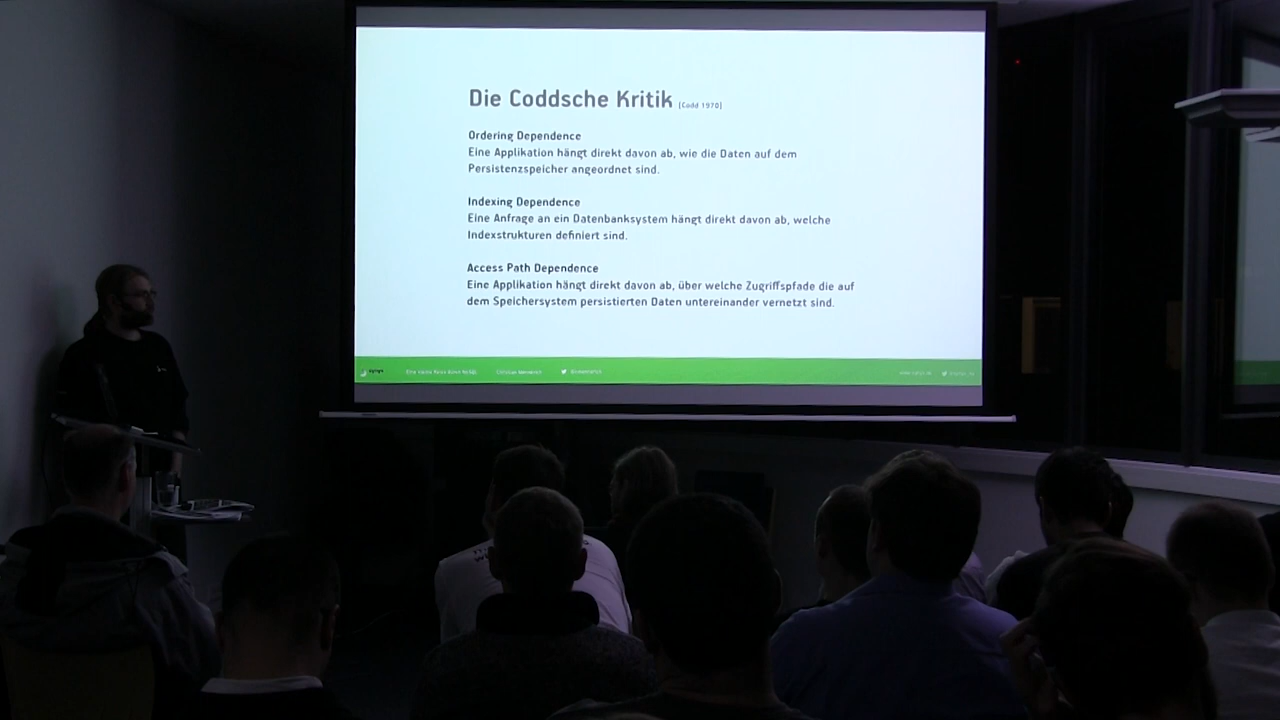 Die Coddsche Kritik [Codd 1970]
Ordering Dependence
Eine Applikation hängt direkt davon ab, wie die Daten auf dem
Persistenzspeicher angeordnet sind.
Indexing Dependence
Eine Anfrage an ein Datenbanksystem hängt direkt davon ab, welche
Indexstrukturen definiert sind.
Access Path Dependence
Eine Applikation hängt direkt davon ab, über welche Zugriffspfade die auf
dem Speichersystem persistierten Daten untereinander vernetzt sind.